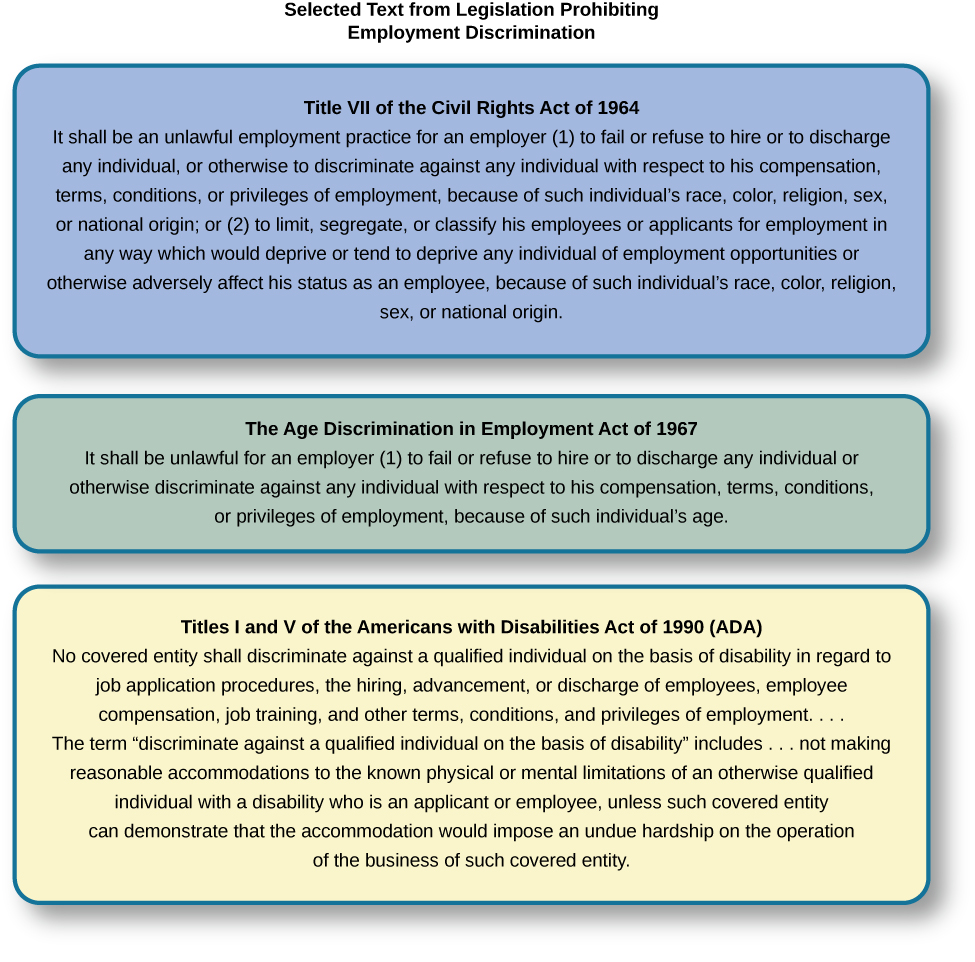 Selected Text from Legislation Prohibiting
Employment Discrimination
Title VII of the Civil Rights Act of 1964
It shall be an unlawful employment practice for an employer (1) to fail or refuse to hire or to discharge
any individual, or otherwise to discriminate against any individual with respect to his compensation,
terms, conditions, or privileges of employment, because of such individual’s race, color, religion, sex,
or national origin; or (2) to limit, segregate, or classify his employees or applicants for employment in
any way which would deprive or tend to deprive any individual of employment opportunities or
otherwise adversely affect his status as an employee, because of such individual’s race, color, religion,
sex, or national origin.
The Age Discrimination in Employment Act of 1967
It shall be unlawful for an employer (1) to fail or refuse to hire or to discharge any individual or
otherwise discriminate against any individual with respect to his compensation, terms, conditions,
or privileges of employment, because of such individual’s age.
Titles I and V of the Americans with Disabilities Act of 1990 (ADA)
No covered entity shall discriminate against a qualified individual on the basis of disability in regard to
job application procedures, the hiring, advancement, or discharge of employees, employee
compensation, job training, and other terms, conditions, and privileges of employment. . . .
The term “discriminate against a qualified individual on the basis of disability” includes . . . not making
reasonable accommodations to the known physical or mental limitations of an otherwise qualified
individual with a disability who is an applicant or employee, unless such covered entity
can demonstrate that the accommodation would impose an undue hardship on the operation
of the business of such covered entity.